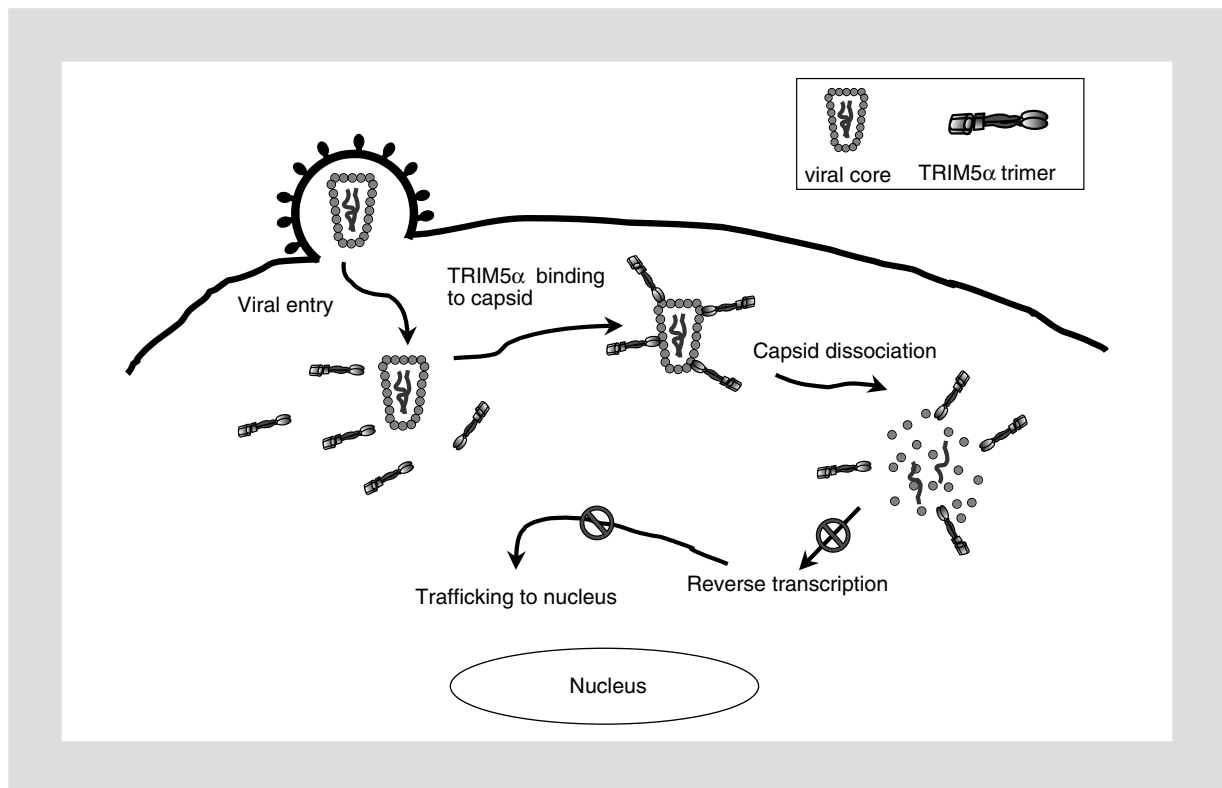 viral core
TRIM5α trimer
Viral entry
TRIM5α binding
to capsid
Capsid dissociation
Reverse transcription
Trafficking to nucleus
Nucleus